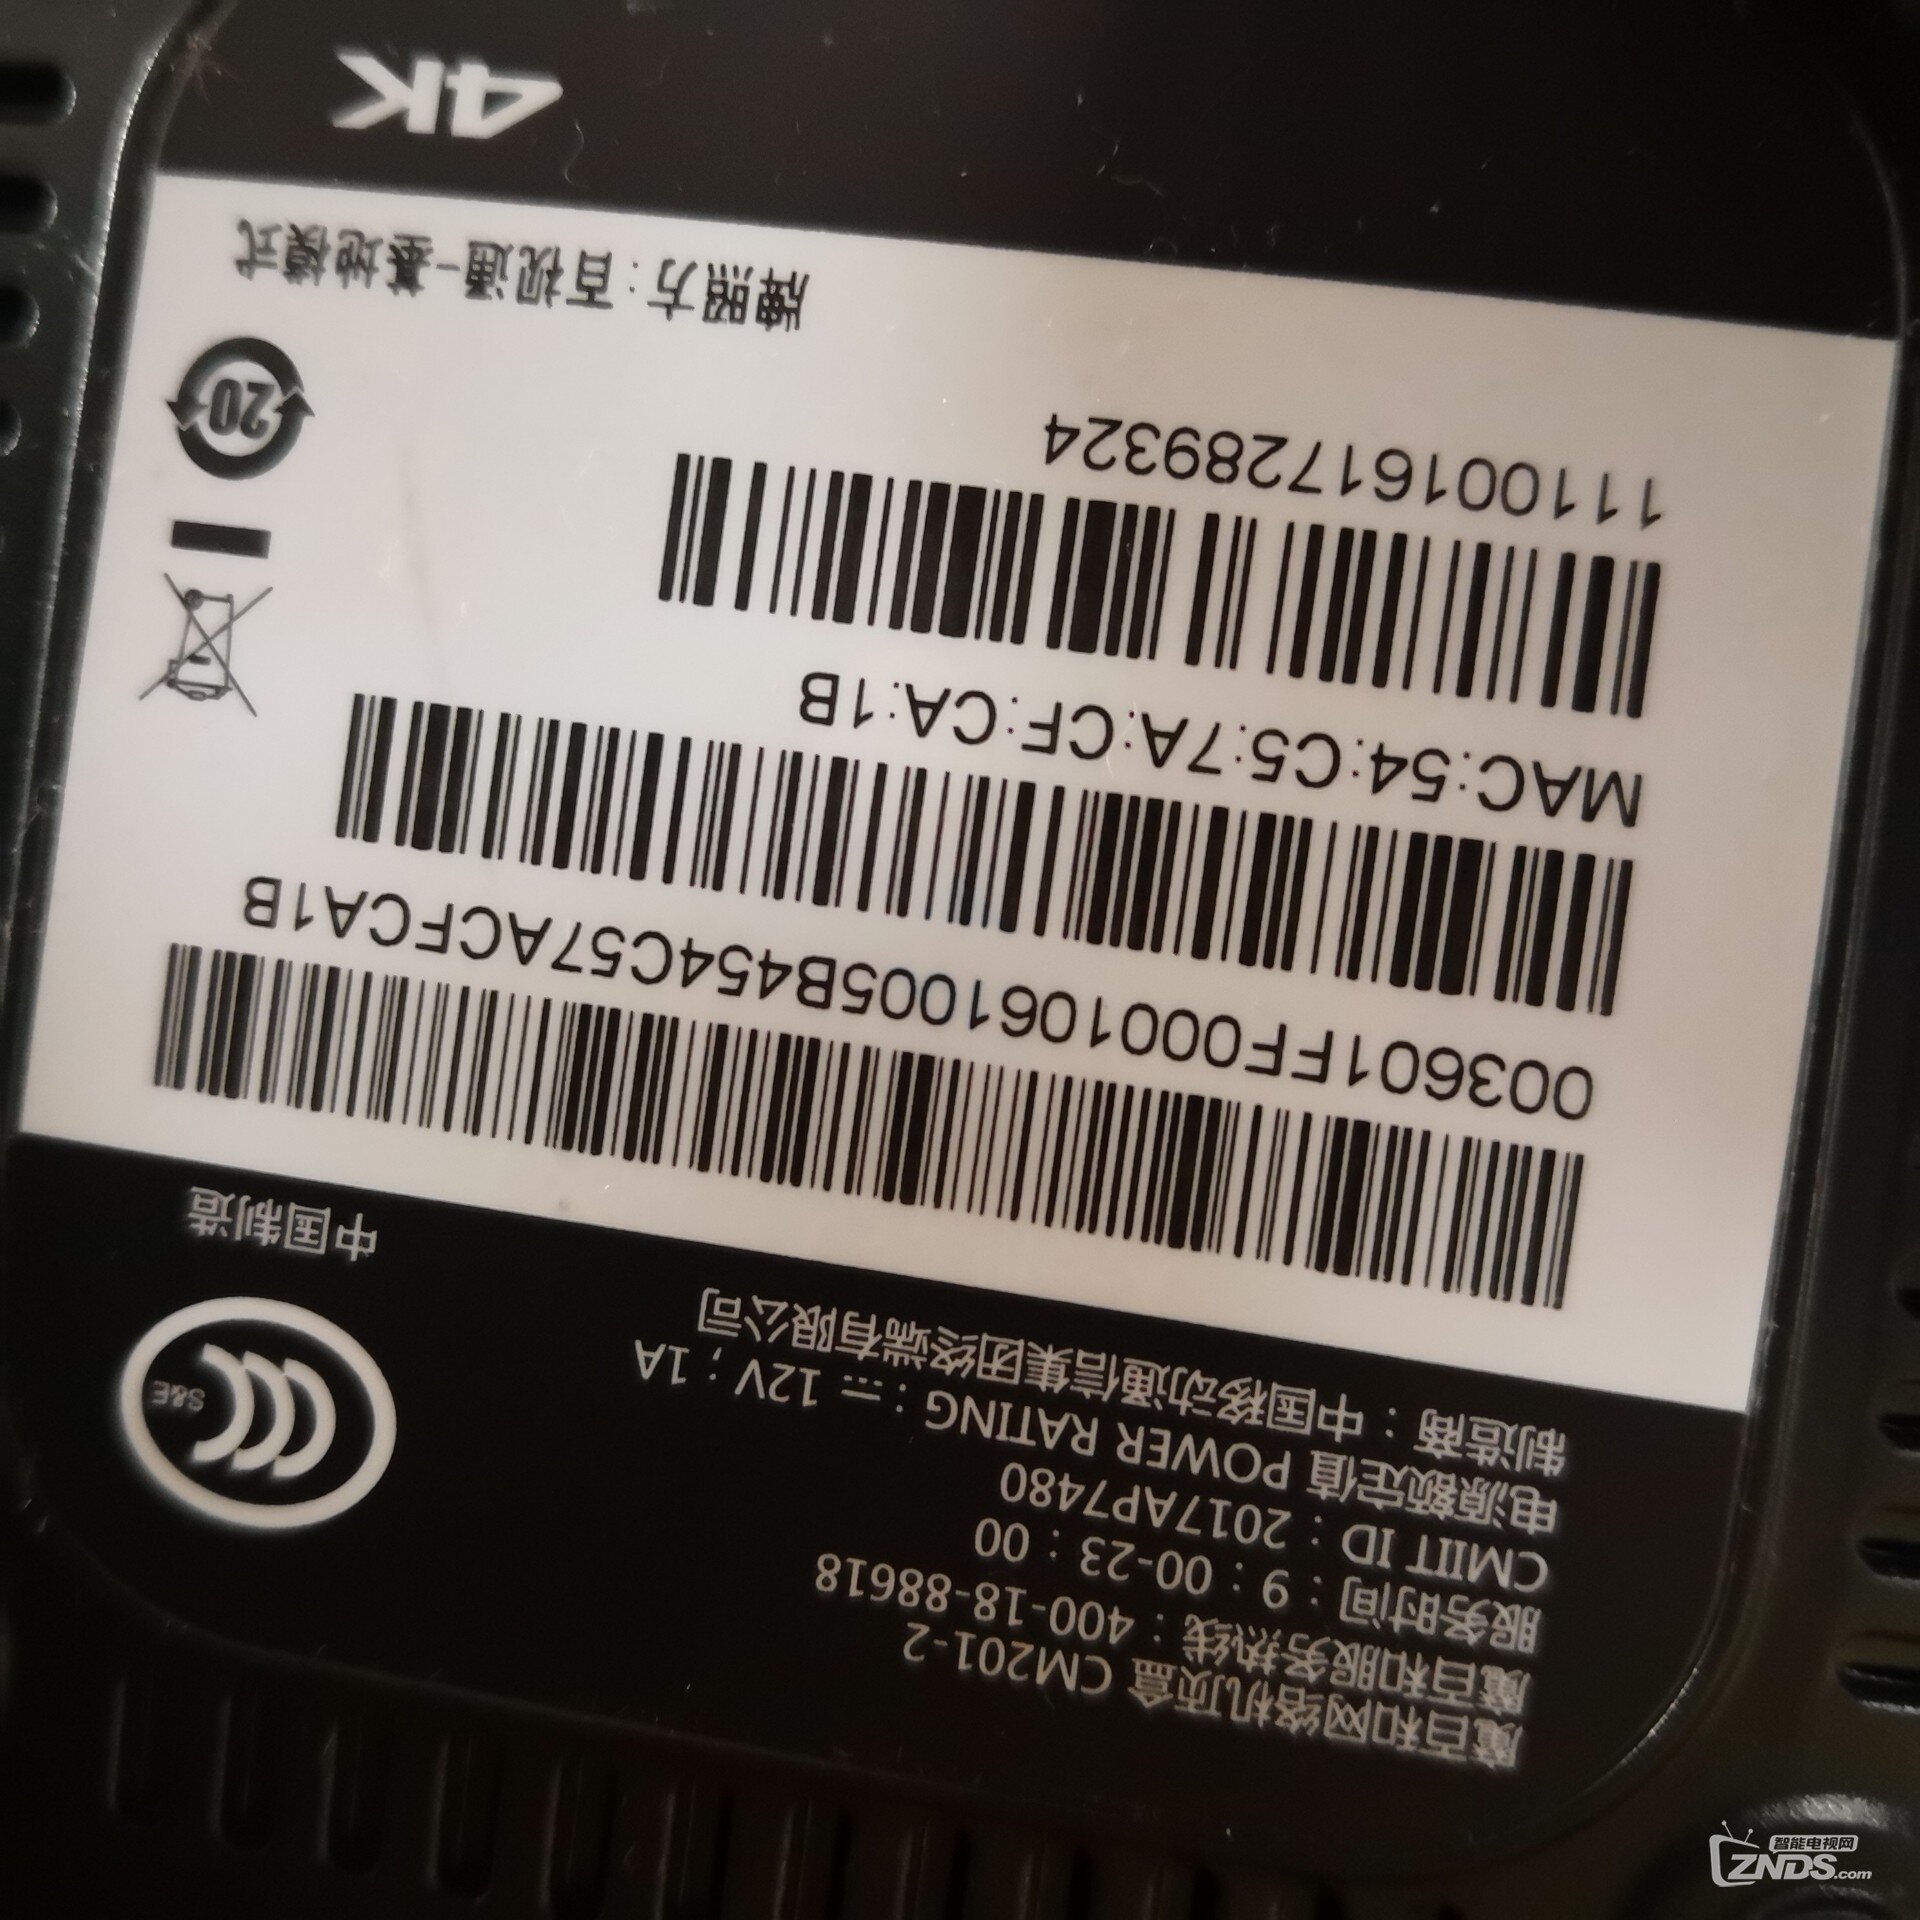 魔百和网络机顶盒 CM201-2
魔百和服务热线：400-18-88618
服务时间：9：00-23：00
CMIIT ID：2017AP7480
电源额定值 POWER RATING：⎓ 12V；1A
制造商：中国移动通信集团终端有限公司
S&E
中国制造
003601FF0001061005B454C57ACFCA1B
MAC:54:C5:7A:CF:CA:1B
111001617289324
20
牌照方：百视通-基地模式
4K
智能电视网
ZNDS.com